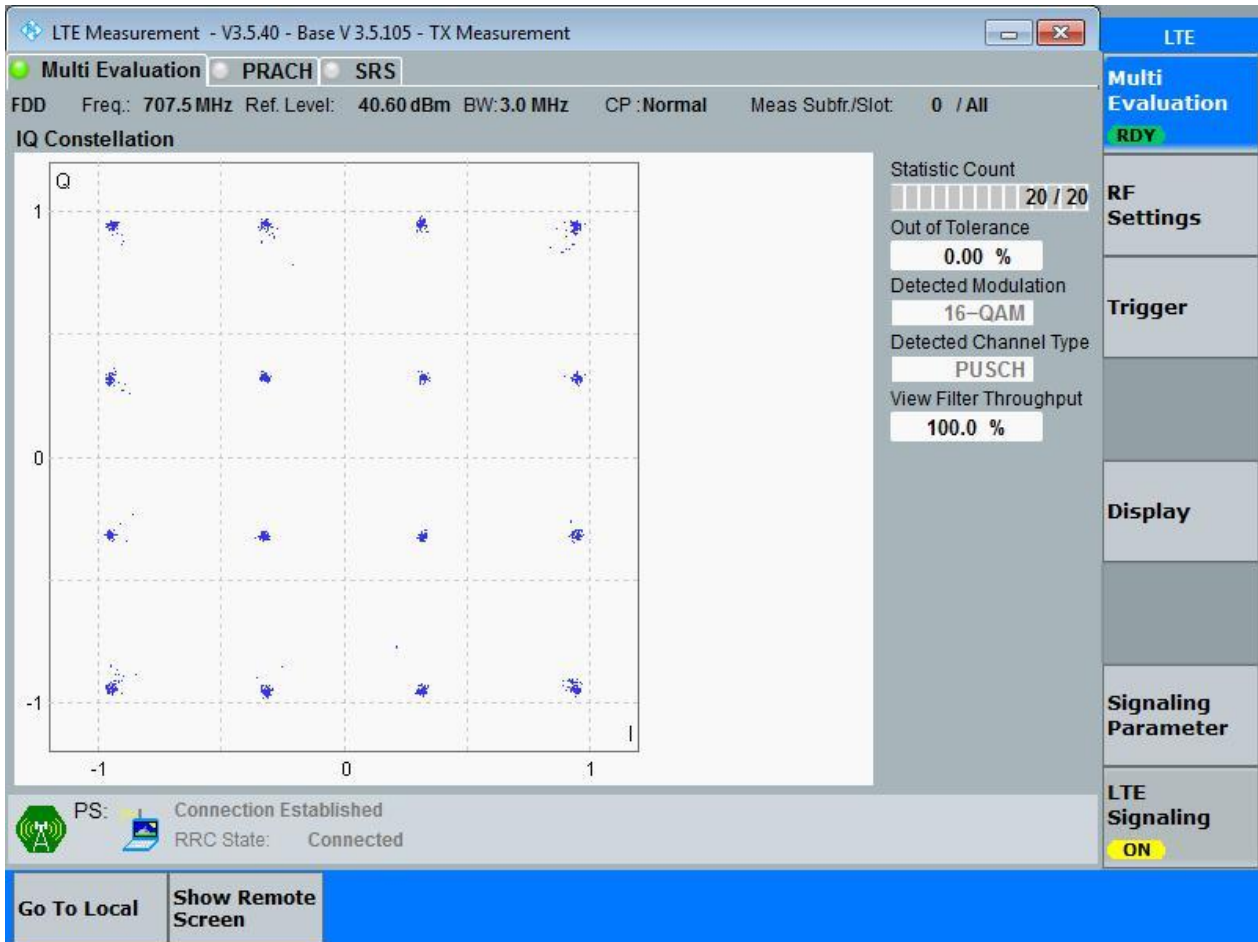 LTE Measurement - V3.5.40 - Base V 3.5.105 - TX Measurement
LTE
Multi Evaluation PRACH SRS
Multi
Evaluation
RDY
FDD Freq.: 707.5 MHz Ref. Level: 40.60 dBm BW: 3.0 MHz CP : Normal Meas Subfr./Slot: 0 / All
IQ Constellation
Q
1
0
-1
I
-1 0 1
Statistic Count
20 / 20
Out of Tolerance
0.00 %
Detected Modulation
16-QAM
Detected Channel Type
PUSCH
View Filter Throughput
100.0 %
RF
Settings
Trigger
Display
Signaling
Parameter
LTE
Signaling
ON
PS: Connection Established
RRC State: Connected
Go To Local
Show Remote
Screen